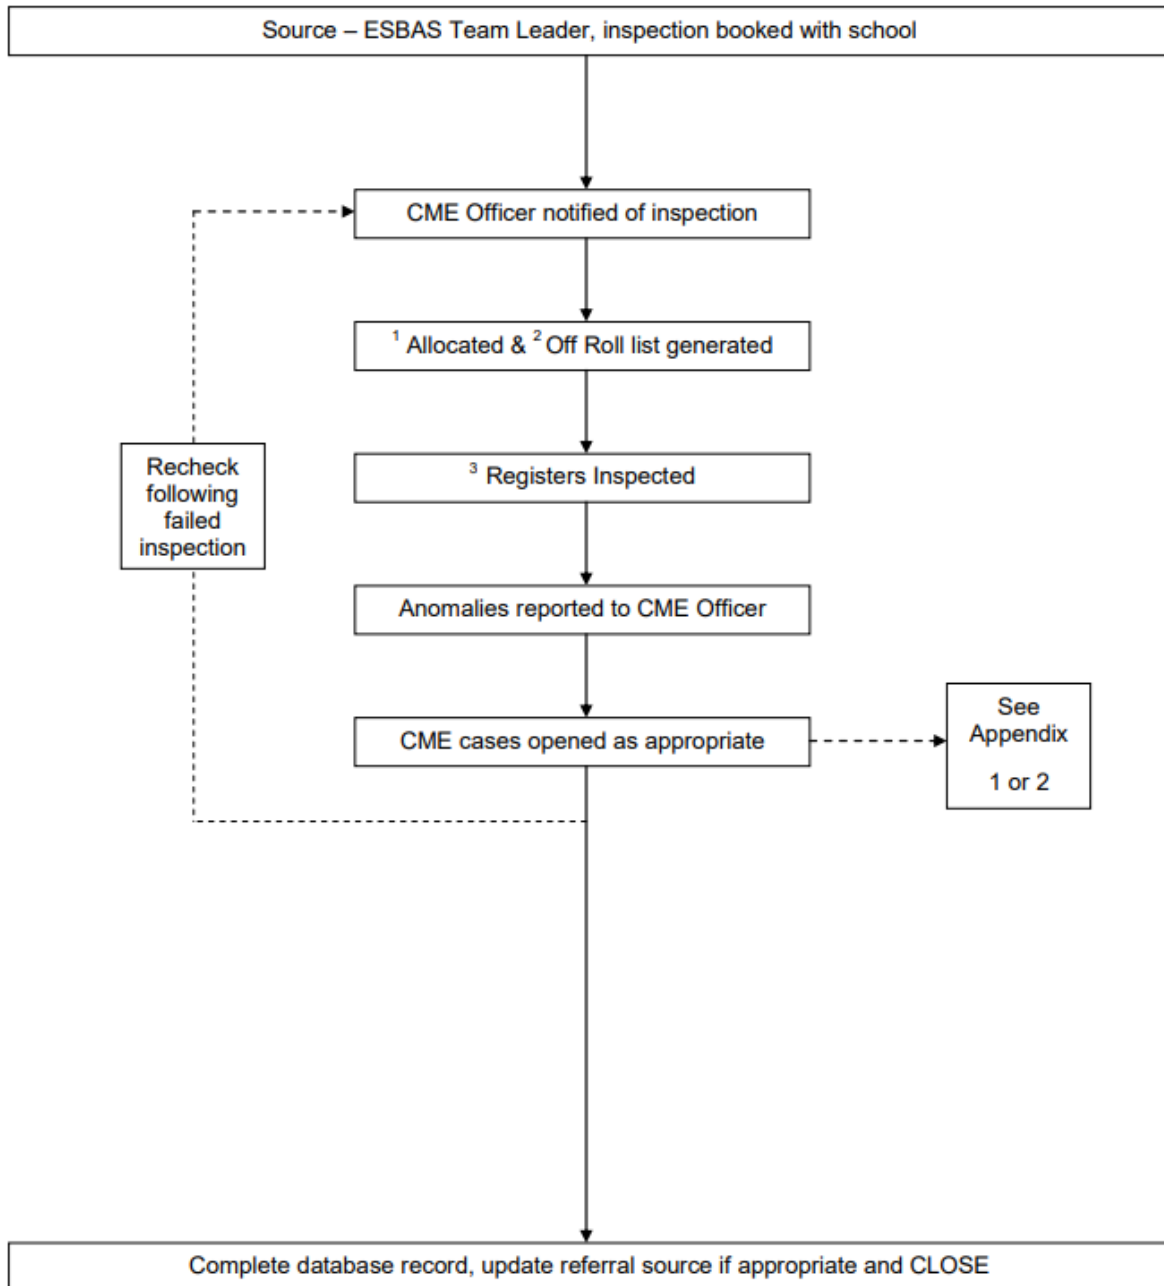 Source – ESBAS Team Leader, inspection booked with school
CME Officer notified of inspection
¹ Allocated & ² Off Roll list generated
Recheck
following
failed
inspection
³ Registers Inspected
Anomalies reported to CME Officer
CME cases opened as appropriate
See
Appendix
1 or 2
Complete database record, update referral source if appropriate and CLOSE